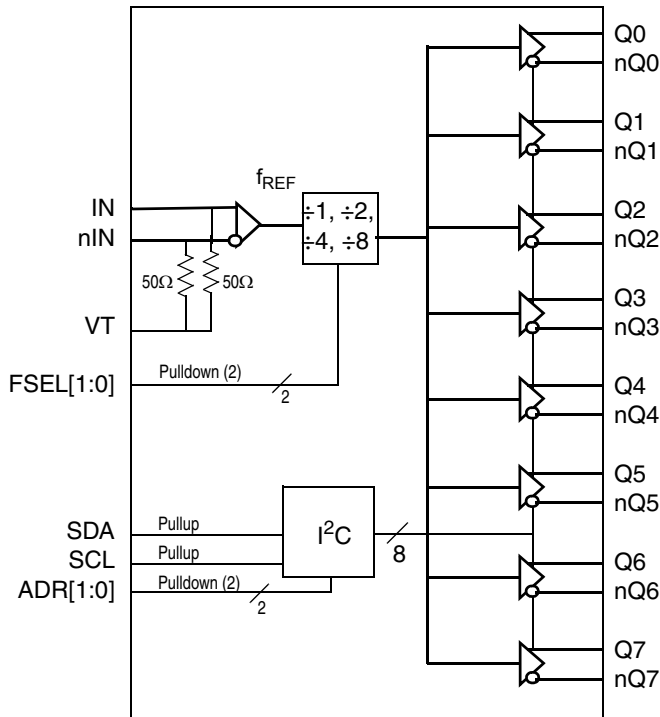 Q0
nQ0
Q1
nQ1
f_REF
IN
nIN
÷1, ÷2,
÷4, ÷8
Q2
nQ2
50Ω
50Ω
VT
Q3
nQ3
FSEL[1:0]
Pulldown (2)
2
Q4
nQ4
Q5
nQ5
SDA
Pullup
SCL
Pullup
ADR[1:0]
Pulldown (2)
2
I²C
8
Q6
nQ6
Q7
nQ7